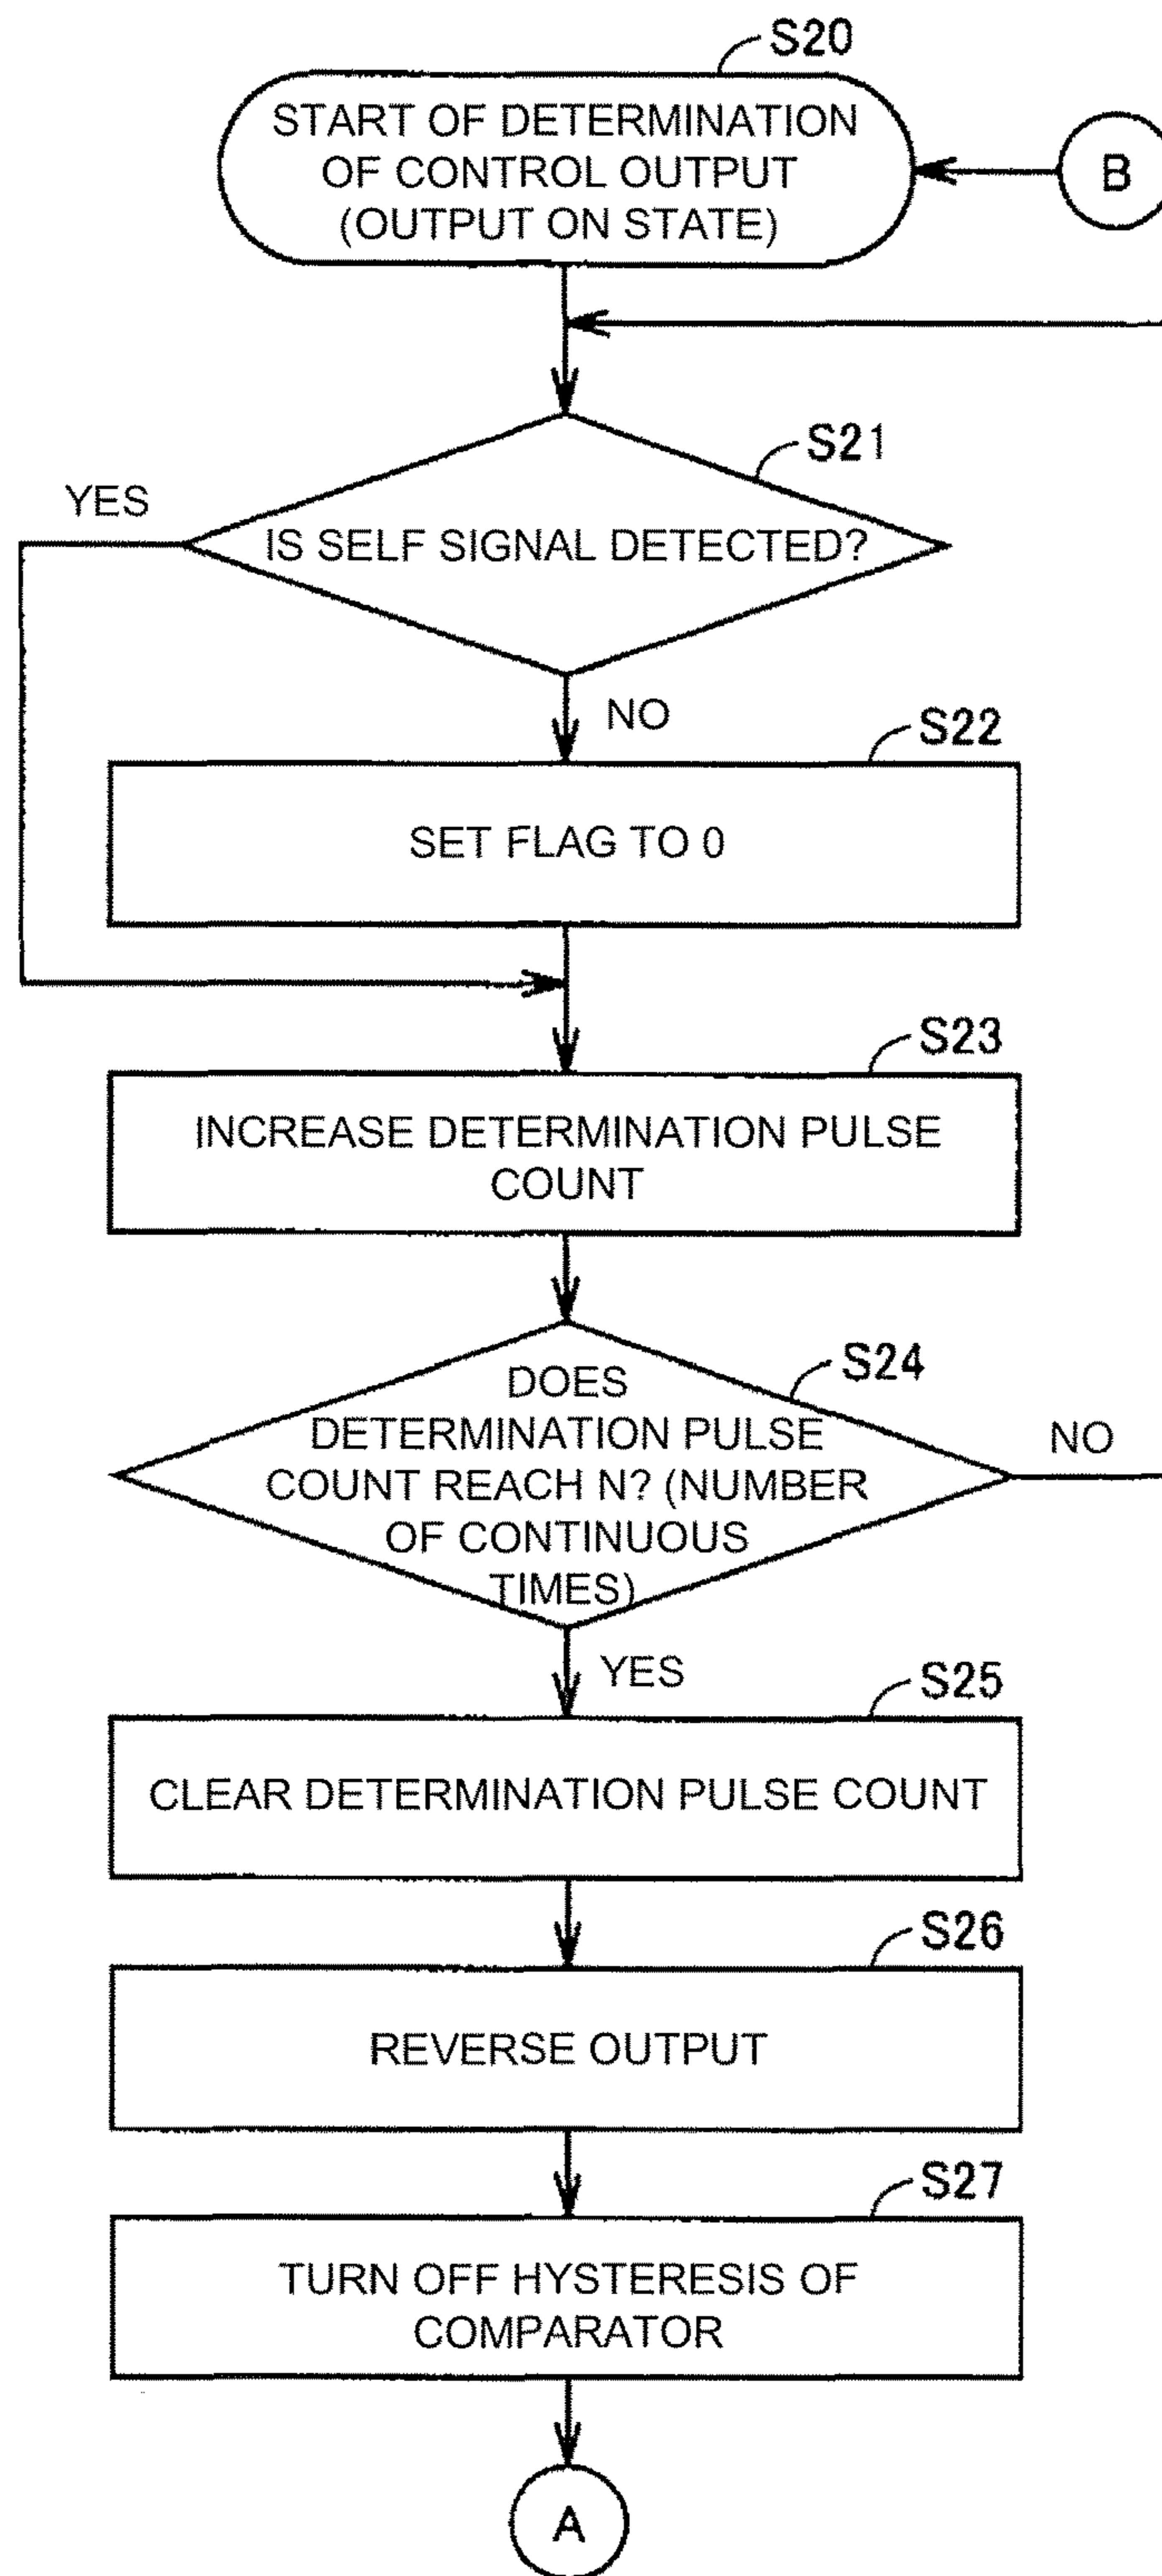 S20
START OF DETERMINATION
OF CONTROL OUTPUT
(OUTPUT ON STATE)
B
S21
YES
IS SELF SIGNAL DETECTED?
NO
S22
SET FLAG TO 0
S23
INCREASE DETERMINATION PULSE
COUNT
S24
DOES
DETERMINATION PULSE
COUNT REACH N? (NUMBER
OF CONTINUOUS
TIMES)
NO
YES
S25
CLEAR DETERMINATION PULSE COUNT
S26
REVERSE OUTPUT
S27
TURN OFF HYSTERESIS OF
COMPARATOR
A